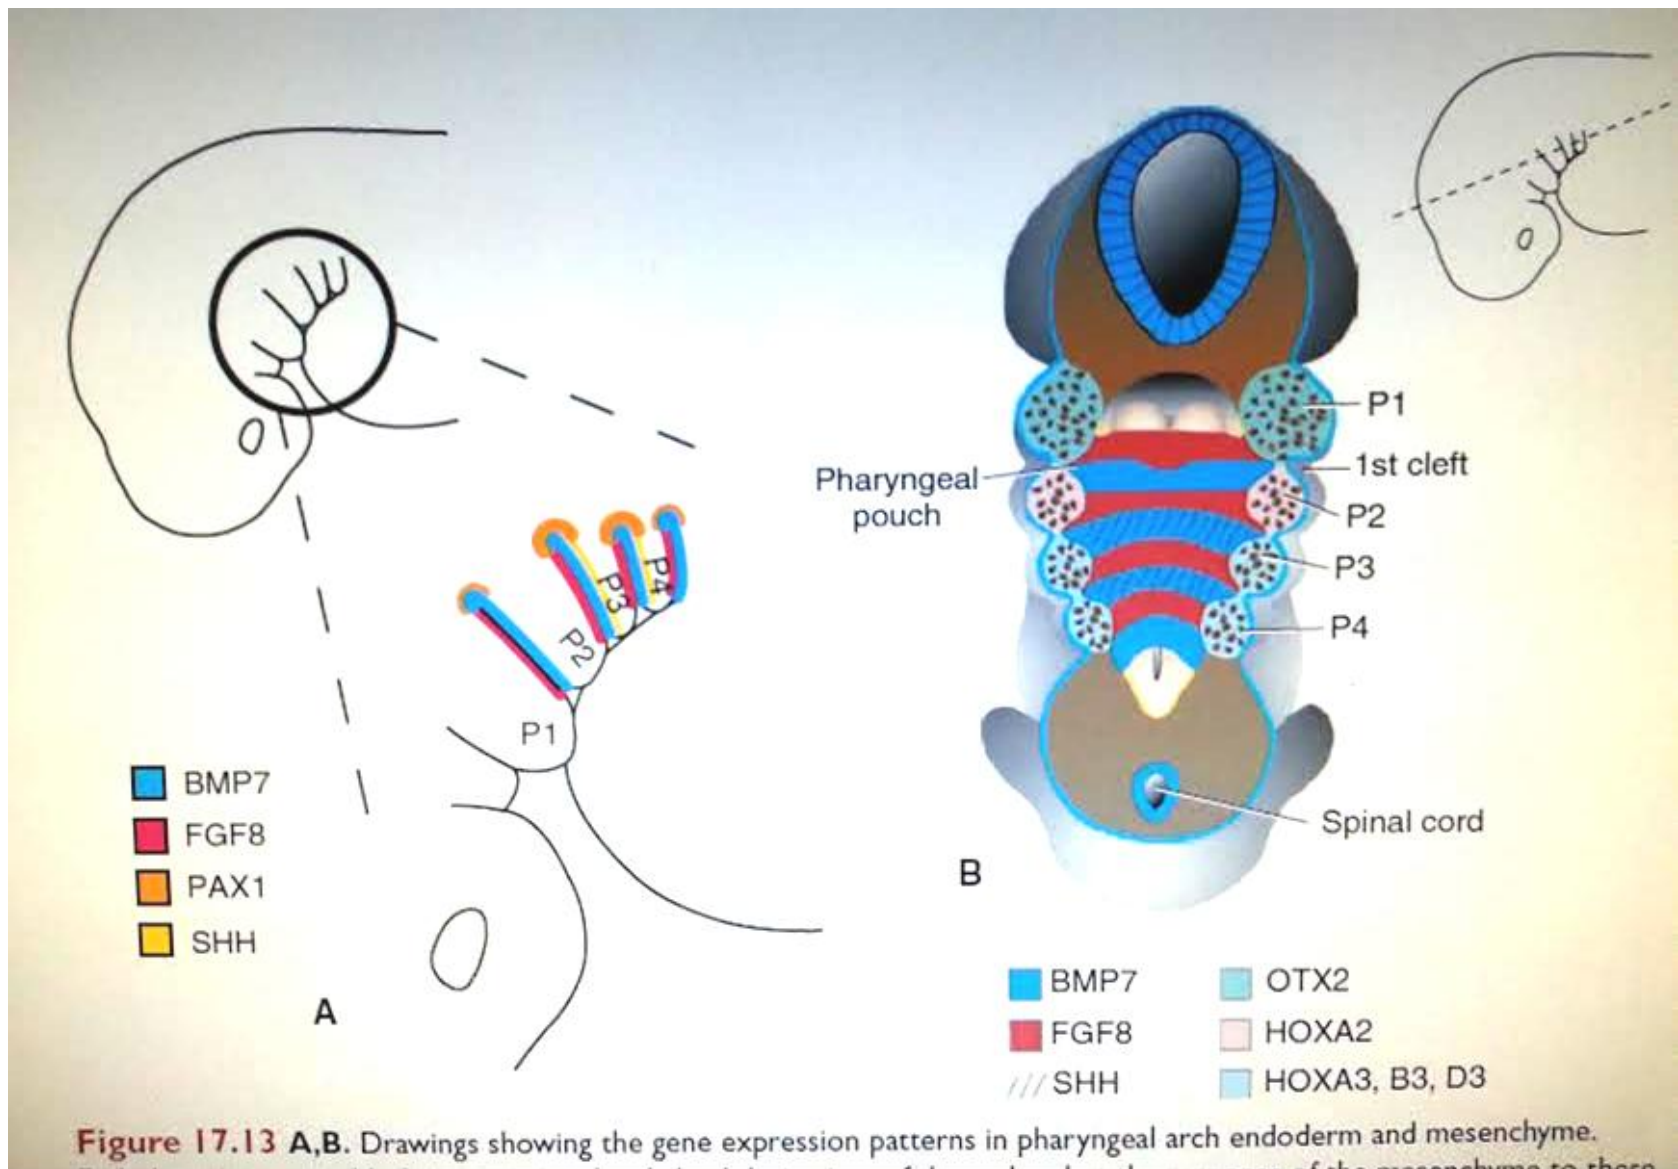 P1
P2
P3
P4
BMP7
FGF8
PAX1
SHH
A
Pharyngeal
pouch
P1
1st cleft
P2
P3
P4
Spinal cord
B
BMP7
FGF8
SHH
OTX2
HOXA2
HOXA3, B3, D3
Figure 17.13 A,B. Drawings showing the gene expression patterns in pharyngeal arch endoderm and mesenchyme.